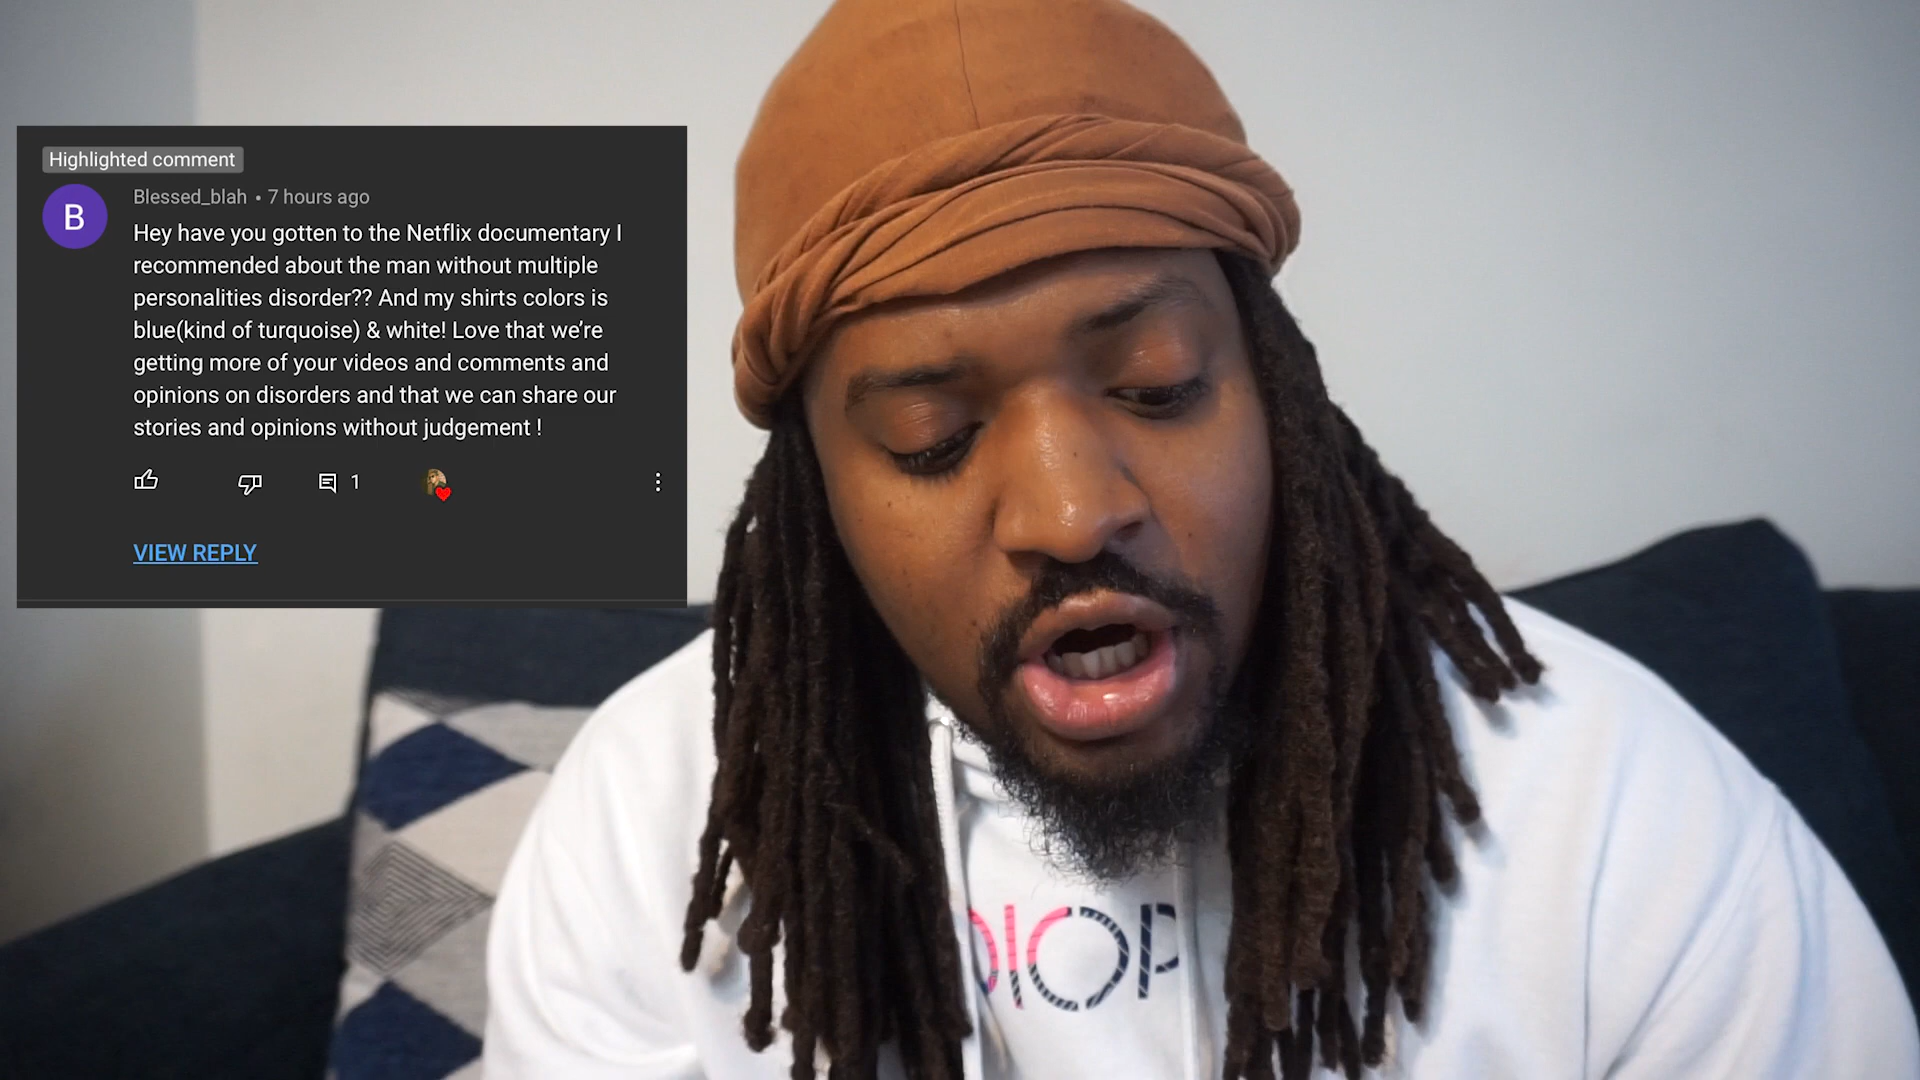 Highlighted comment
B
Blessed_blah • 7 hours ago
Hey have you gotten to the Netflix documentary I
recommended about the man without multiple
personalities disorder?? And my shirts colors is
blue(kind of turquoise) & white! Love that we’re
getting more of your videos and comments and
opinions on disorders and that we can share our
stories and opinions without judgement !
1
VIEW REPLY
DIOP